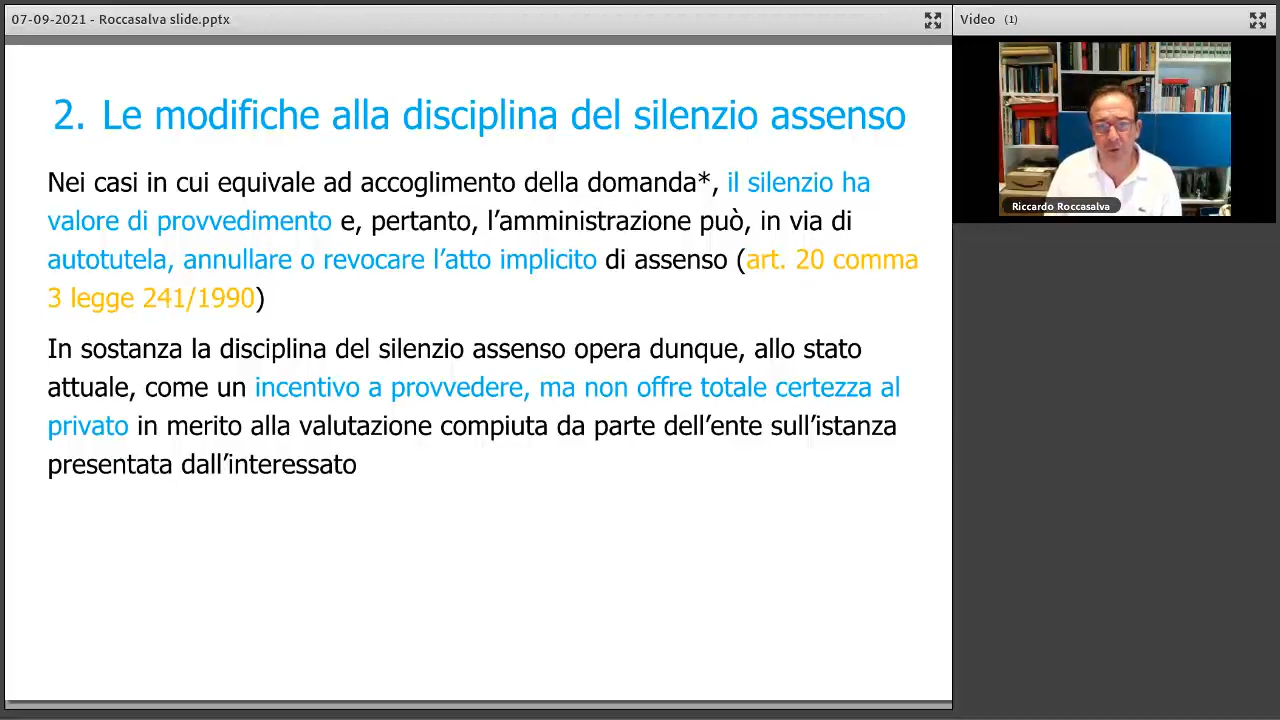 07-09-2021 - Roccasalva slide.pptx
Video (1)
2. Le modifiche alla disciplina del silenzio assenso
Nei casi in cui equivale ad accoglimento della domanda*, il silenzio ha
valore di provvedimento e, pertanto, l’amministrazione può, in via di
autotutela, annullare o revocare l’atto implicito di assenso (art. 20 comma
3 legge 241/1990)
In sostanza la disciplina del silenzio assenso opera dunque, allo stato
attuale, come un incentivo a provvedere, ma non offre totale certezza al
privato in merito alla valutazione compiuta da parte dell’ente sull’istanza
presentata dall’interessato
Riccardo Roccasalva